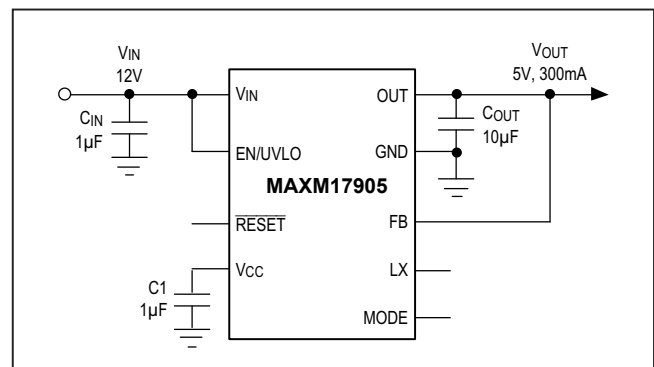 VIN
12V
VOUT
5V, 300mA
VIN
OUT
CIN
1µF
COUT
10µF
EN/UVLO
GND
MAXM17905
RESET
FB
VCC
LX
C1
1µF
MODE